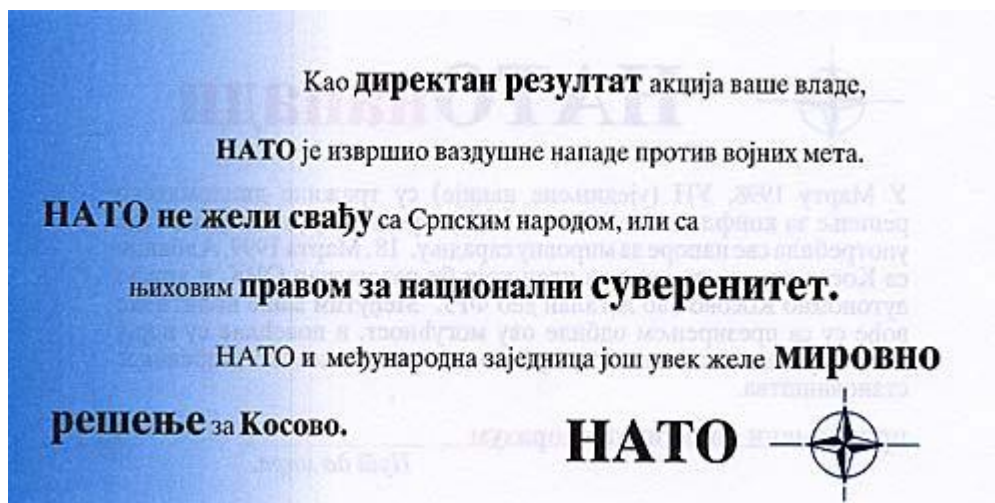 Као директан резултат акција ваше владе,
НАТО је извршио ваздушне нападе против војних мета.
НАТО не жели свађу са Српским народом, или са
њиховим правом за национални суверенитет.
НАТО и међународна заједница још увек желе мировно
решење за Косово.
НАТО